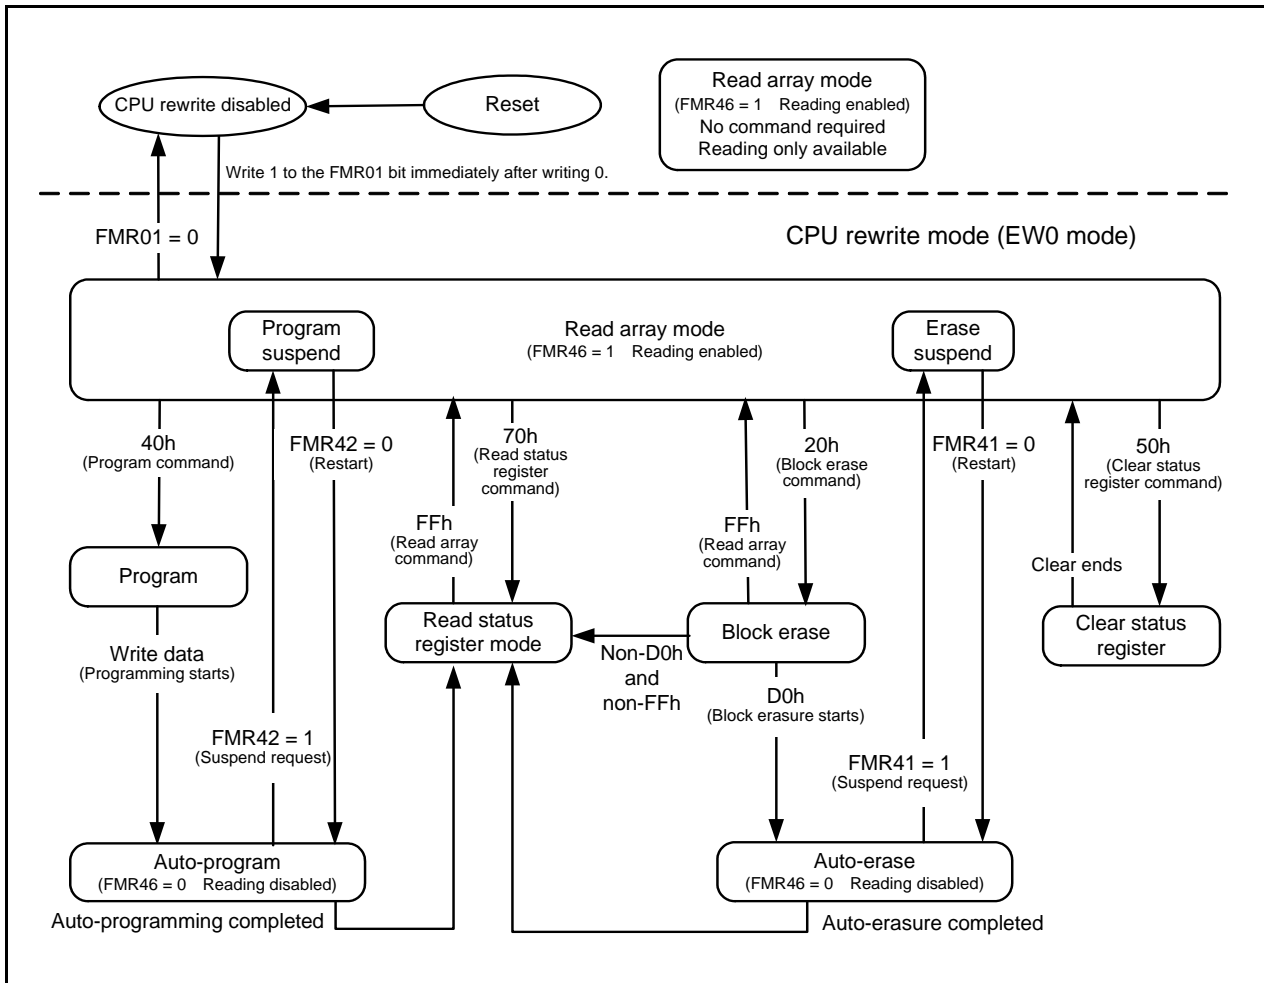 CPU rewrite disabled
Reset
Read array mode
(FMR46 = 1 Reading enabled)
No command required
Reading only available
Write 1 to the FMR01 bit immediately after writing 0.
FMR01 = 0
CPU rewrite mode (EW0 mode)
Program
suspend
Read array mode
(FMR46 = 1 Reading enabled)
Erase
suspend
40h
(Program command)
FMR42 = 0
(Restart)
70h
(Read status
register
command)
20h
(Block erase
command)
FMR41 = 0
(Restart)
50h
(Clear status
register command)
FFh
(Read array
command)
FFh
(Read array
command)
Clear ends
Program
Read status
register mode
Block erase
Clear status
register
Write data
(Programming starts)
Non-D0h
and
non-FFh
D0h
(Block erasure starts)
FMR42 = 1
(Suspend request)
FMR41 = 1
(Suspend request)
Auto-program
(FMR46 = 0 Reading disabled)
Auto-erase
(FMR46 = 0 Reading disabled)
Auto-programming completed
Auto-erasure completed